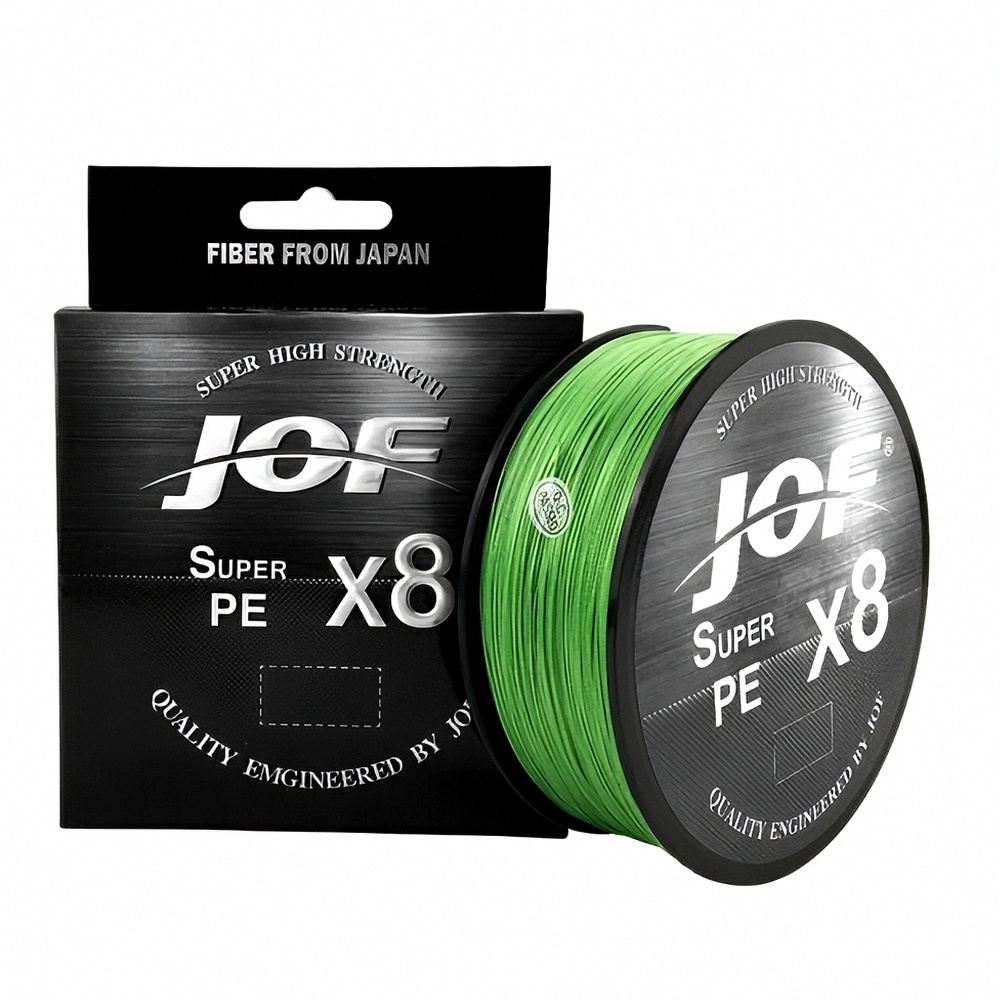 FIBER FROM JAPAN
SUPER HIGH STRENGTH
JOF
SUPER
PE
X8
QUALITY EMGINEERED BY JO
SUPER HIGH STRENGTH
JOF®
SUPER
PE
X8
QUALITY ENGINEERED BY JOF